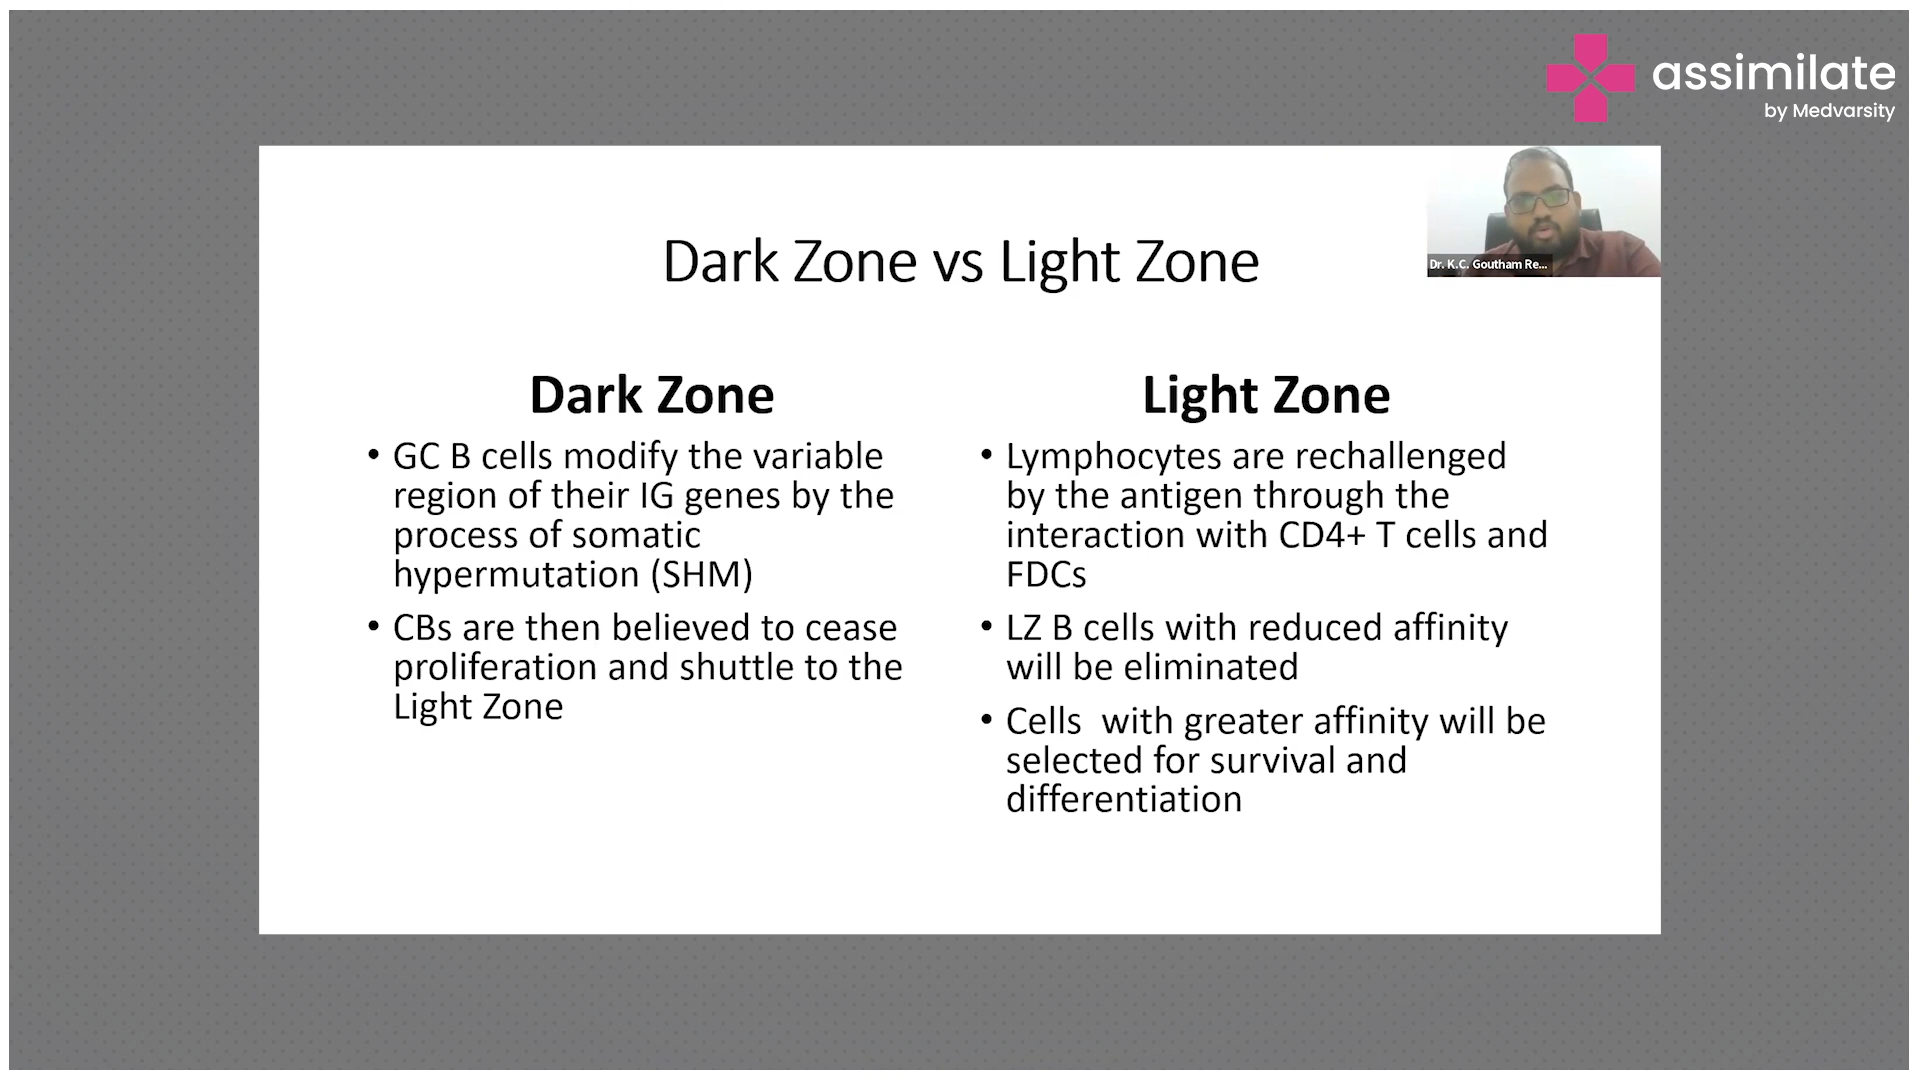 assimilate
by Medvarsity
Dr. K.C. Goutham Re...
Dark Zone vs Light Zone
Dark Zone
• GC B cells modify the variable
region of their IG genes by the
process of somatic
hypermutation (SHM)
• CBs are then believed to cease
proliferation and shuttle to the
Light Zone
Light Zone
• Lymphocytes are rechallenged
by the antigen through the
interaction with CD4+ T cells and
FDCs
• LZ B cells with reduced affinity
will be eliminated
• Cells  with greater affinity will be
selected for survival and
differentiation